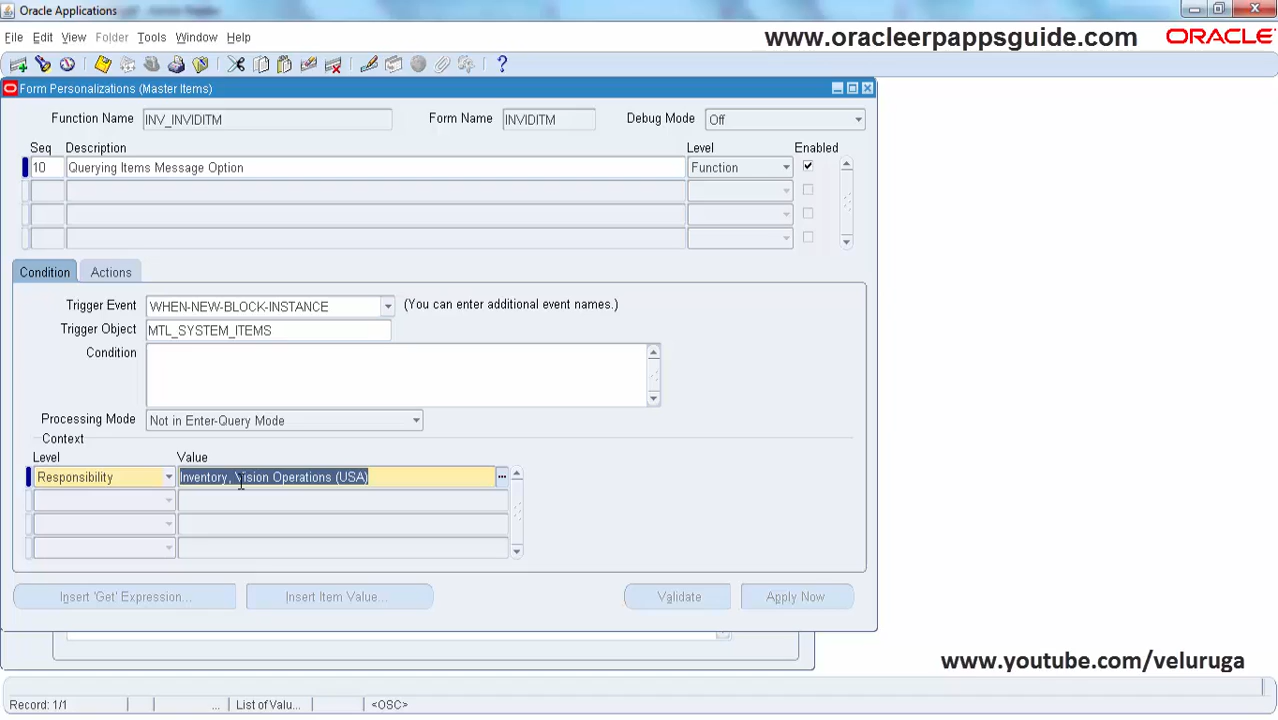 Oracle Applications
File Edit View Folder Tools Window Help
www.oracleerpappsguide.com ORACLE
Form Personalizations (Master Items)
Function Name INV_INVIDITM Form Name INVIDITM Debug Mode Off
Seq Description Level Enabled
10 Querying Items Message Option Function
Condition Actions
Trigger Event WHEN-NEW-BLOCK-INSTANCE (You can enter additional event names.)
Trigger Object MTL_SYSTEM_ITEMS
Condition
Processing Mode Not in Enter-Query Mode
Context
Level Value
Responsibility Inventory, Vision Operations (USA)
Insert 'Get' Expression... Insert Item Value... Validate Apply Now
www.youtube.com/veluruga
Record: 1/1 ... List of Valu... <OSC>